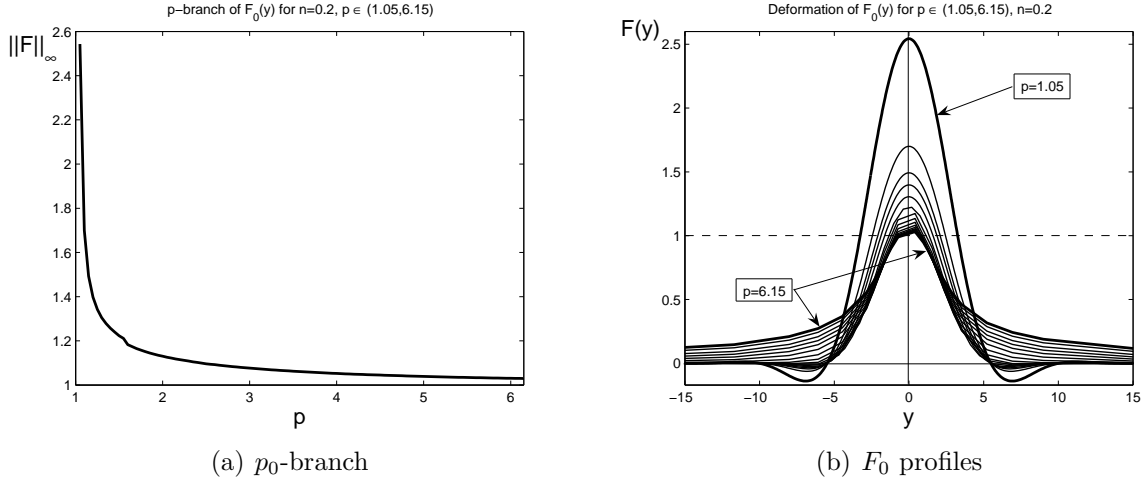 p−branch of F₀(y) for n=0.2, p ∈ (1.05,6.15)
||F||∞
2.6
2.4
2.2
2
1.8
1.6
1.4
1.2
1
1 2 3 4 5 6
p
(a) p₀-branch
Deformation of F₀(y) for p ∈ (1.05,6.15), n=0.2
F(y)
2.5
2
1.5
1
0.5
0
p=1.05
p=6.15
−15 −10 −5 0 5 10 15
y
(b) F₀ profiles